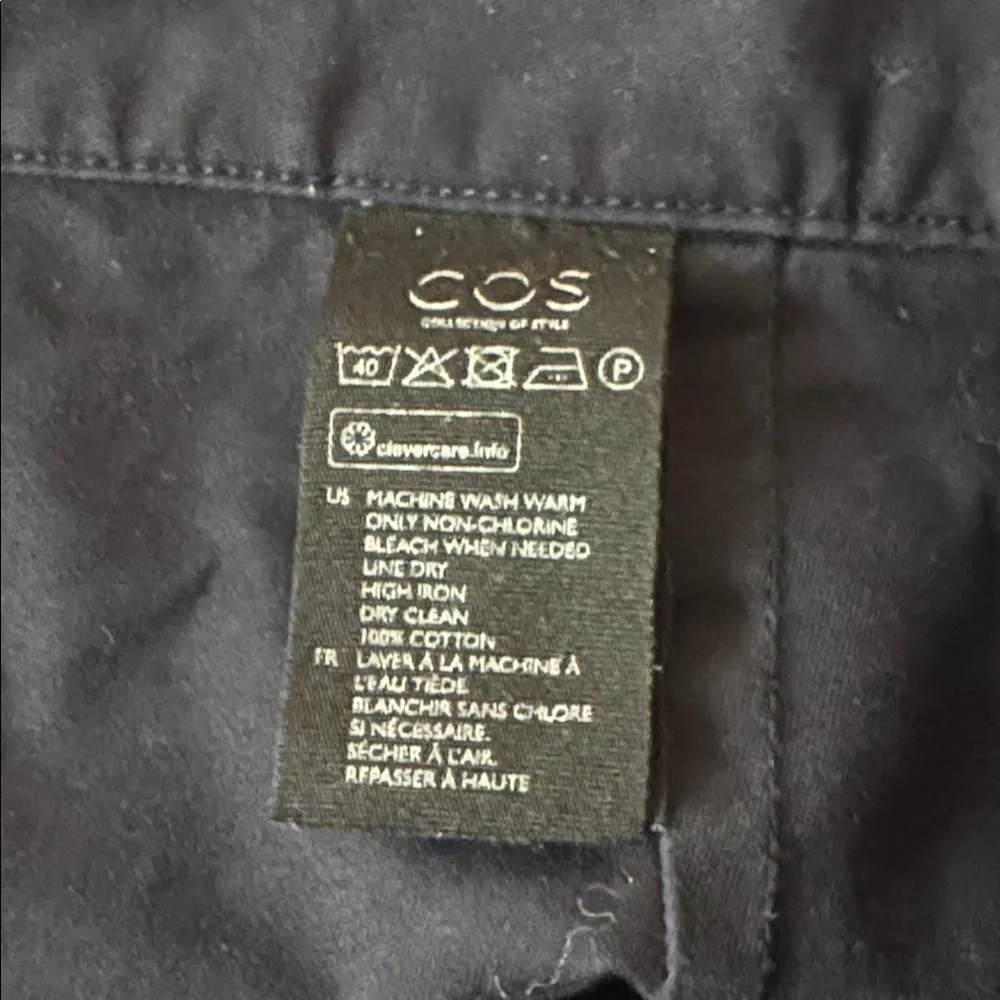 COS
COLLECTION OF STYLE
40 P
clevercare.info
US MACHINE WASH WARM
ONLY NON-CHLORINE
BLEACH WHEN NEEDED
LINE DRY
HIGH IRON
DRY CLEAN
100% COTTON
FR LAVER À LA MACHINE À
L'EAU TIÈDE
BLANCHIR SANS CHLORE
SI NÉCESSAIRE.
SÉCHER À L'AIR.
REPASSER À HAUTE